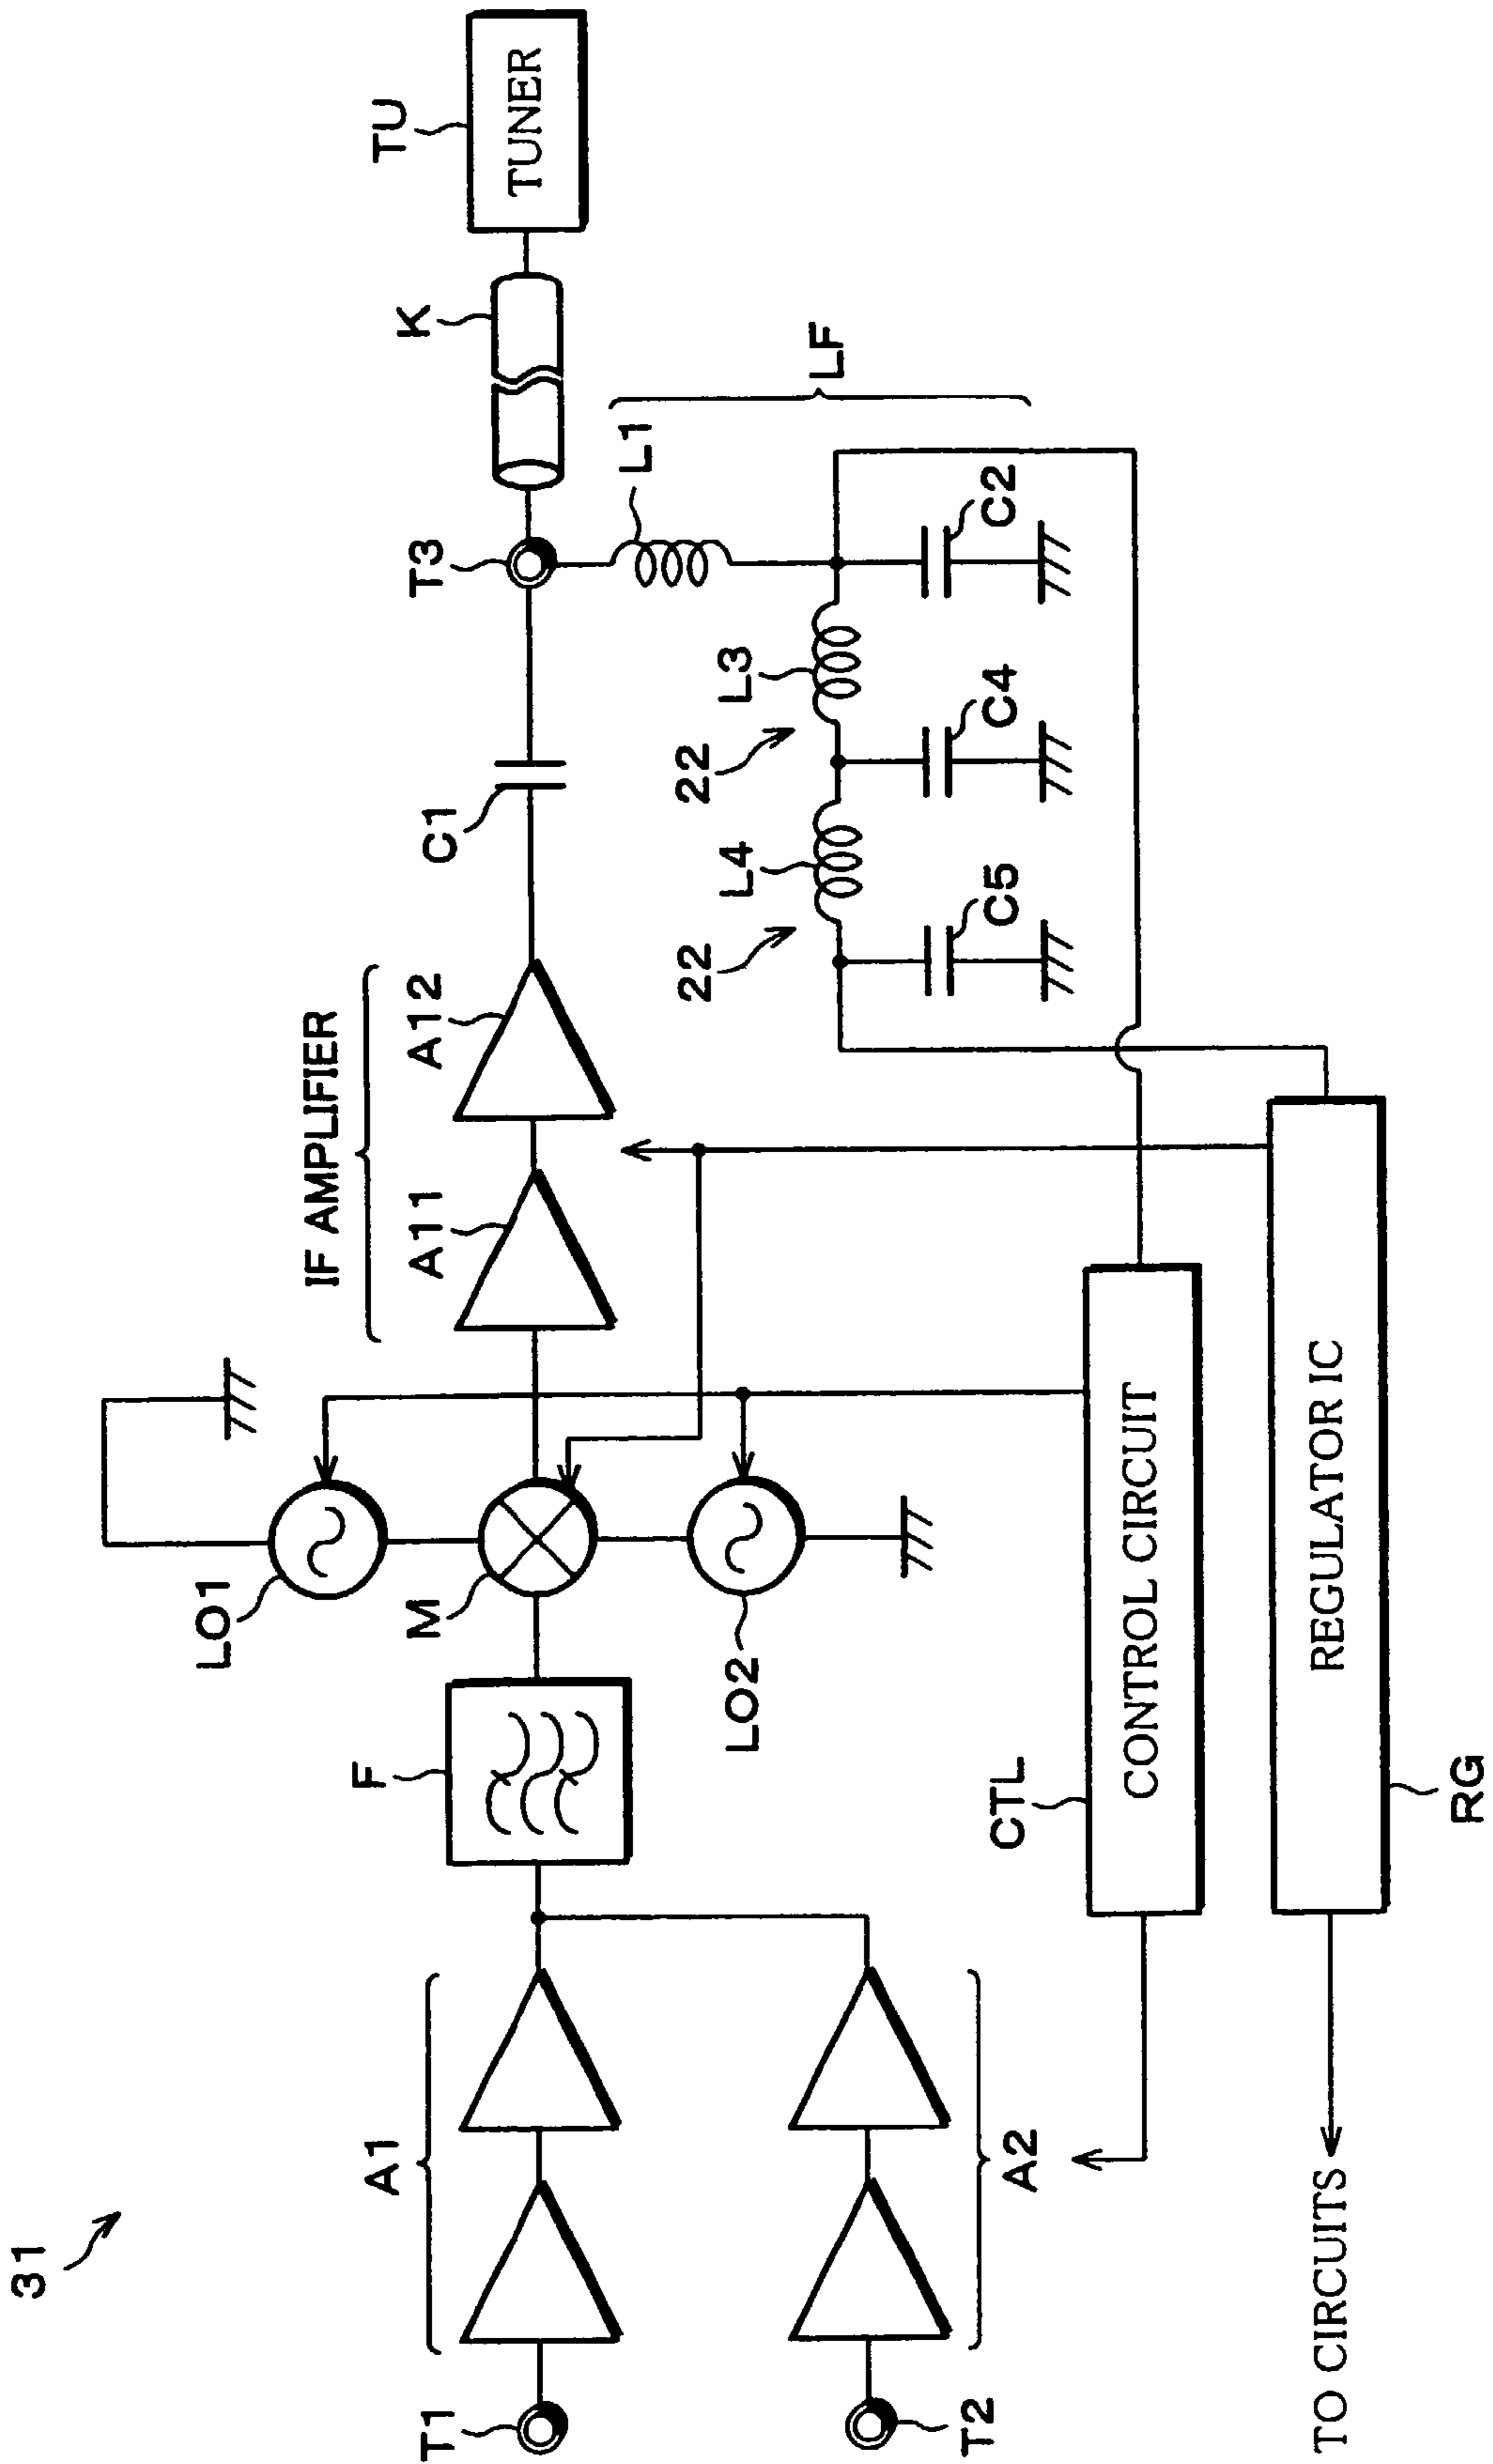 31
T1
A1
T2
A2
F
LO1
M
LO2
IF AMPLIFIER
A11
A12
C1
T3
K
TU
TUNER
L1
LF
L3
L4
22
22
C2
C4
C5
CTL
CONTROL CIRCUIT
REGULATOR IC
RG
TO CIRCUITS